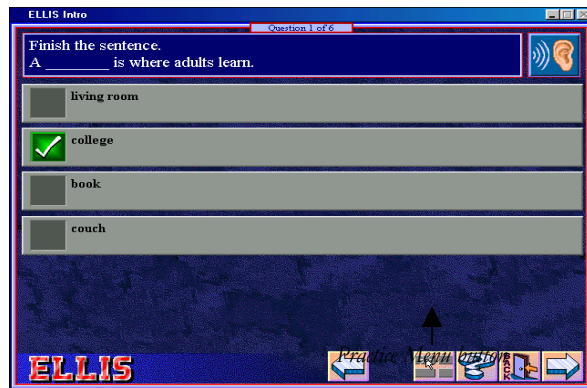 ELLIS Intro
Question 1 of 6
Finish the sentence.
A _______ is where adults learn.
living room
college
book
couch
Practice Menu button
ELLIS
BACK